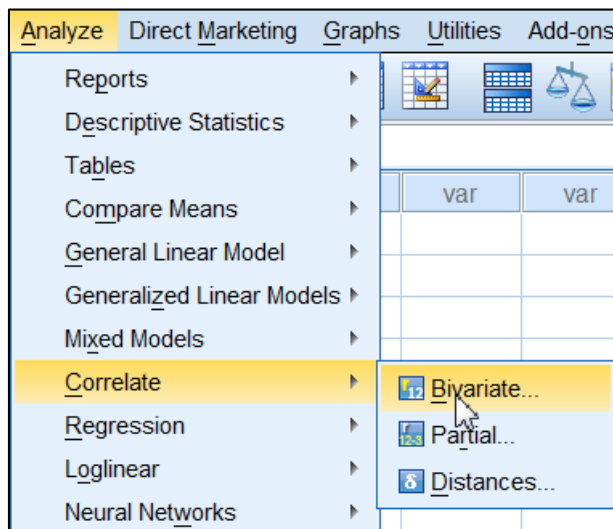 Analyze Direct Marketing Graphs Utilities Add-ons
Reports
Descriptive Statistics
Tables
var var
Compare Means
General Linear Model
Generalized Linear Models
Mixed Models
Correlate
Bivariate...
Regression
Partial...
Loglinear
Distances...
Neural Networks